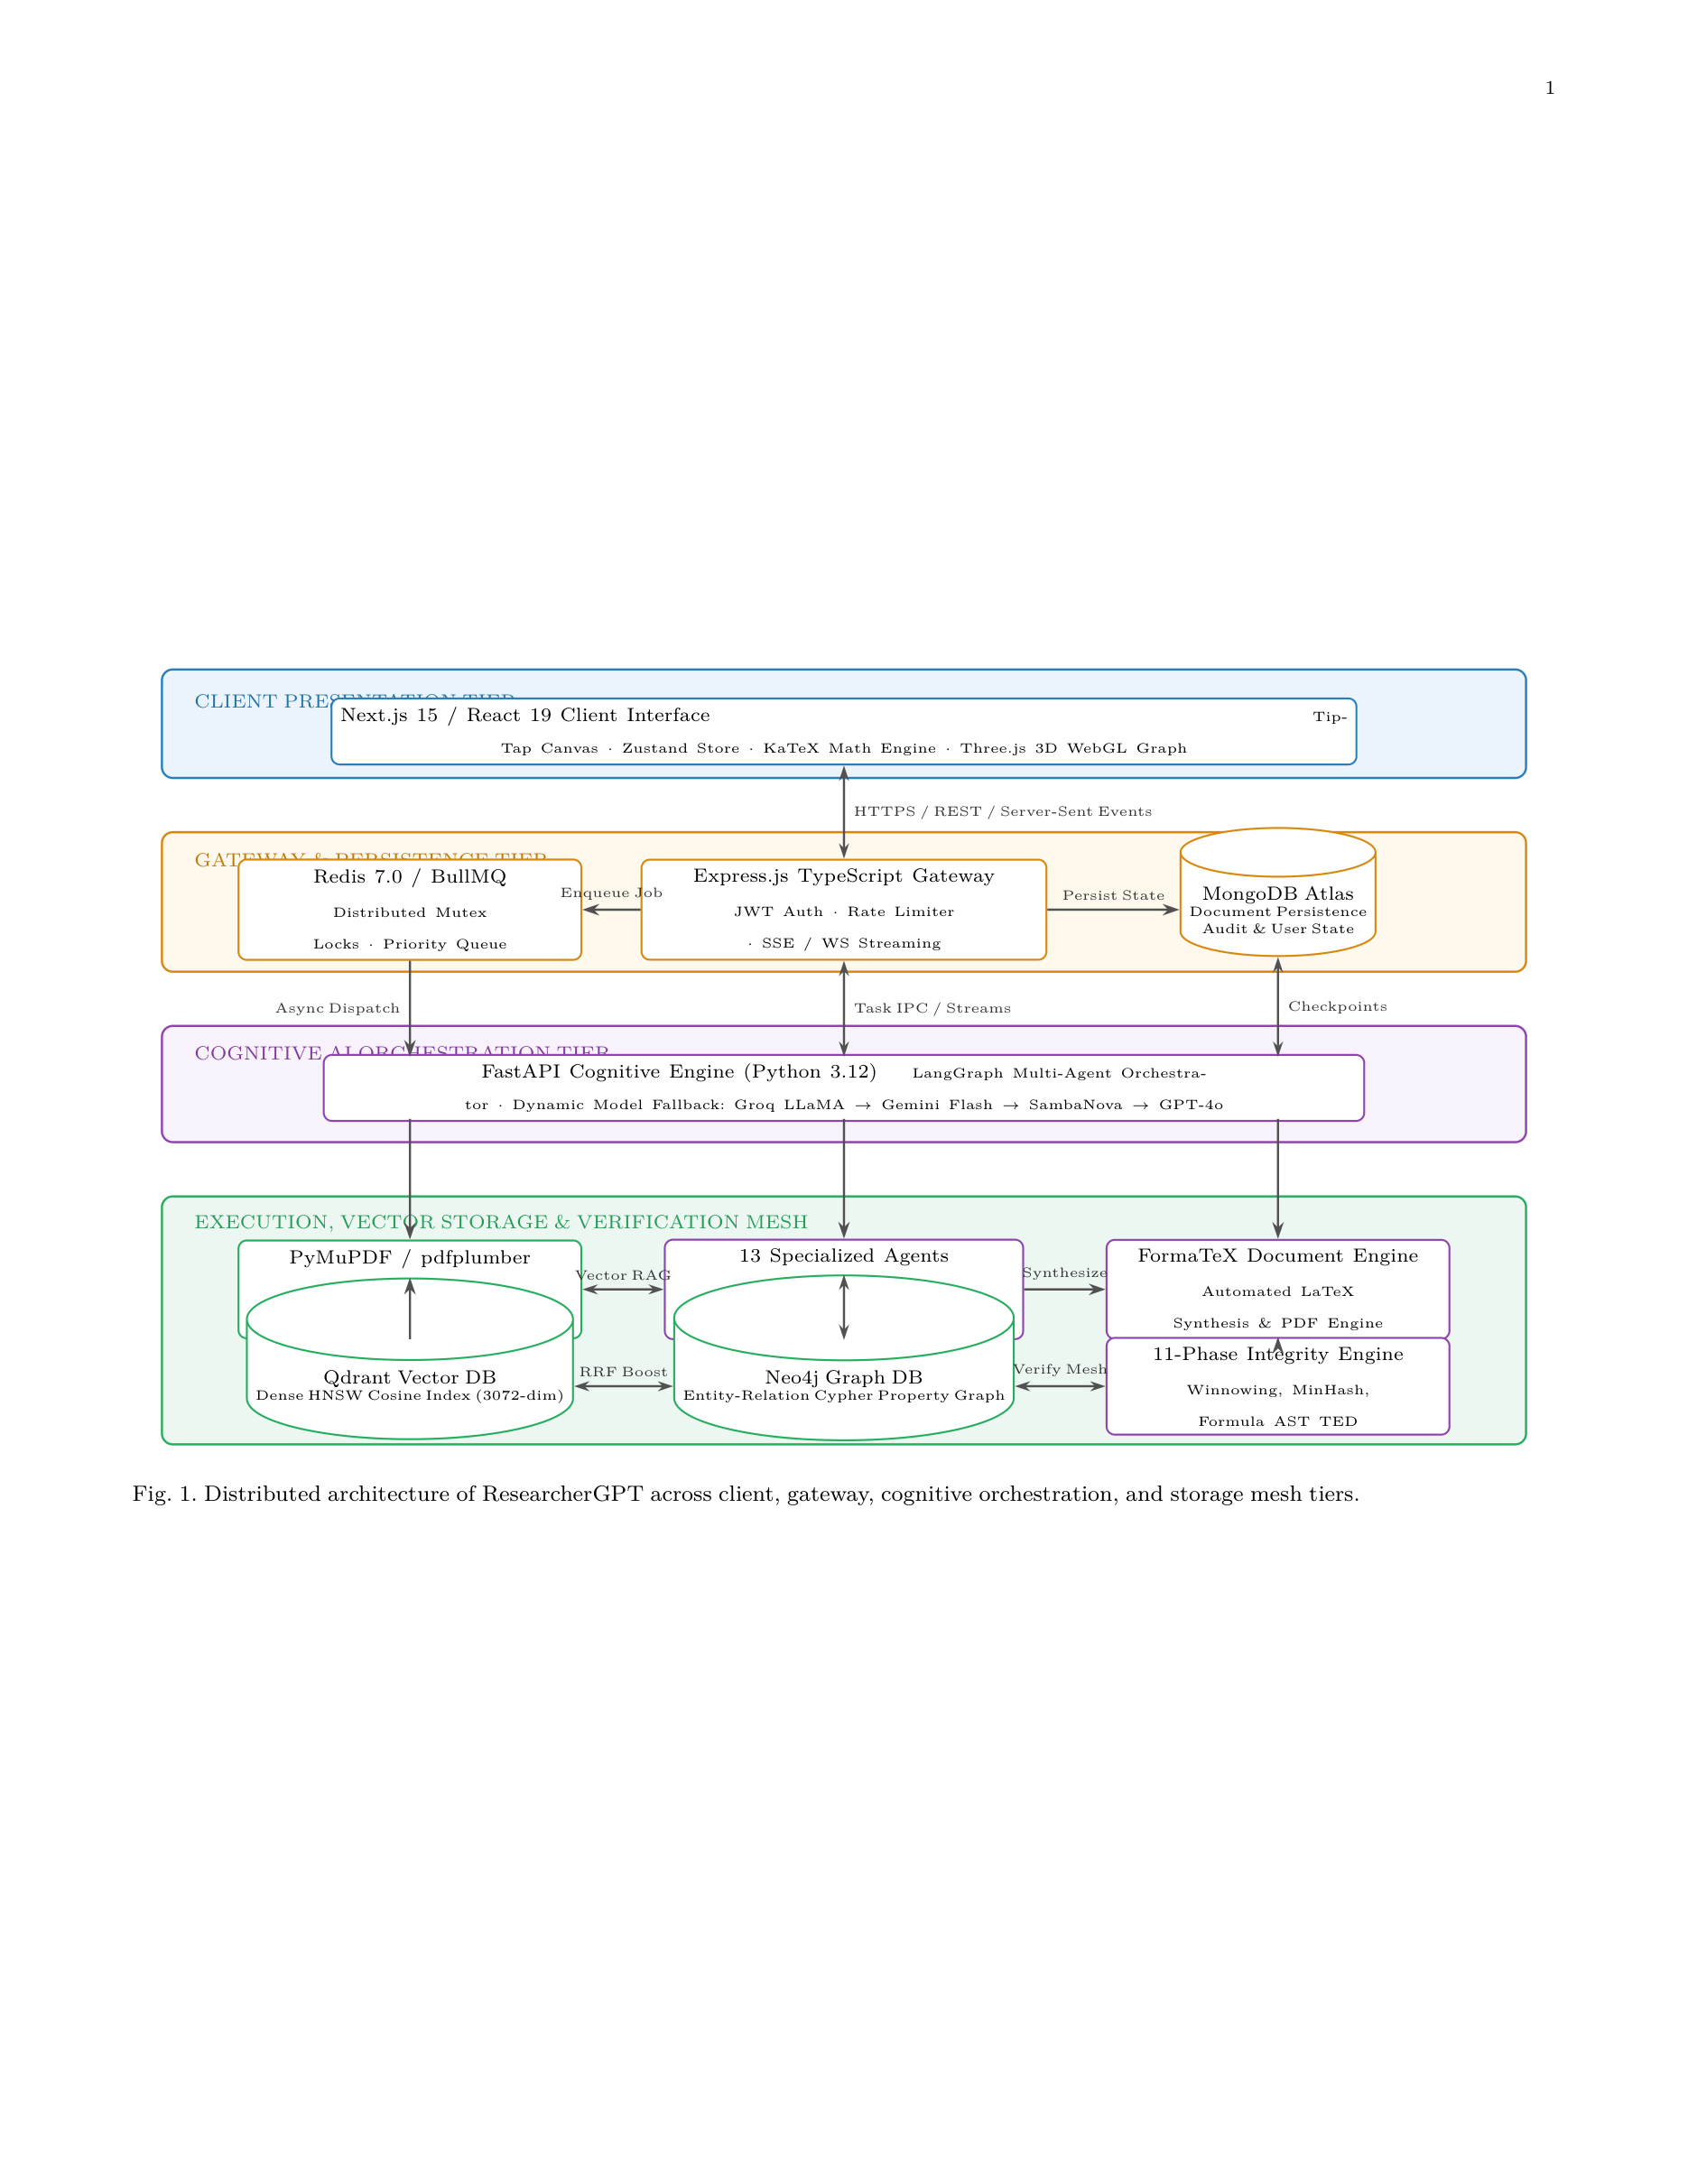 1
CLIENT PRESENTATION TIER
Next.js 15 / React 19 Client Interface Tip-
Tap Canvas · Zustand Store · KaTeX Math Engine · Three.js 3D WebGL Graph
HTTPS / REST / Server-Sent Events
GATEWAY & PERSISTENCE TIER
Redis 7.0 / BullMQ
Distributed Mutex
Locks · Priority Queue
Enqueue Job
Express.js TypeScript Gateway
JWT Auth · Rate Limiter
· SSE / WS Streaming
Persist State
MongoDB Atlas
Document Persistence
Audit & User State
Async Dispatch
Task IPC / Streams
Checkpoints
COGNITIVE AI ORCHESTRATION TIER
FastAPI Cognitive Engine (Python 3.12) LangGraph Multi-Agent Orchestra-
tor · Dynamic Model Fallback: Groq LLaMA → Gemini Flash → SambaNova → GPT-4o
EXECUTION, VECTOR STORAGE & VERIFICATION MESH
PyMuPDF / pdfplumber
Vector RAG
13 Specialized Agents
Synthesize
FormaTeX Document Engine
Automated LaTeX
Synthesis & PDF Engine
Qdrant Vector DB
Dense HNSW Cosine Index (3072-dim)
RRF Boost
Neo4j Graph DB
Entity-Relation Cypher Property Graph
Verify Mesh
11-Phase Integrity Engine
Winnowing, MinHash,
Formula AST TED
Fig. 1. Distributed architecture of ResearcherGPT across client, gateway, cognitive orchestration, and storage mesh tiers.